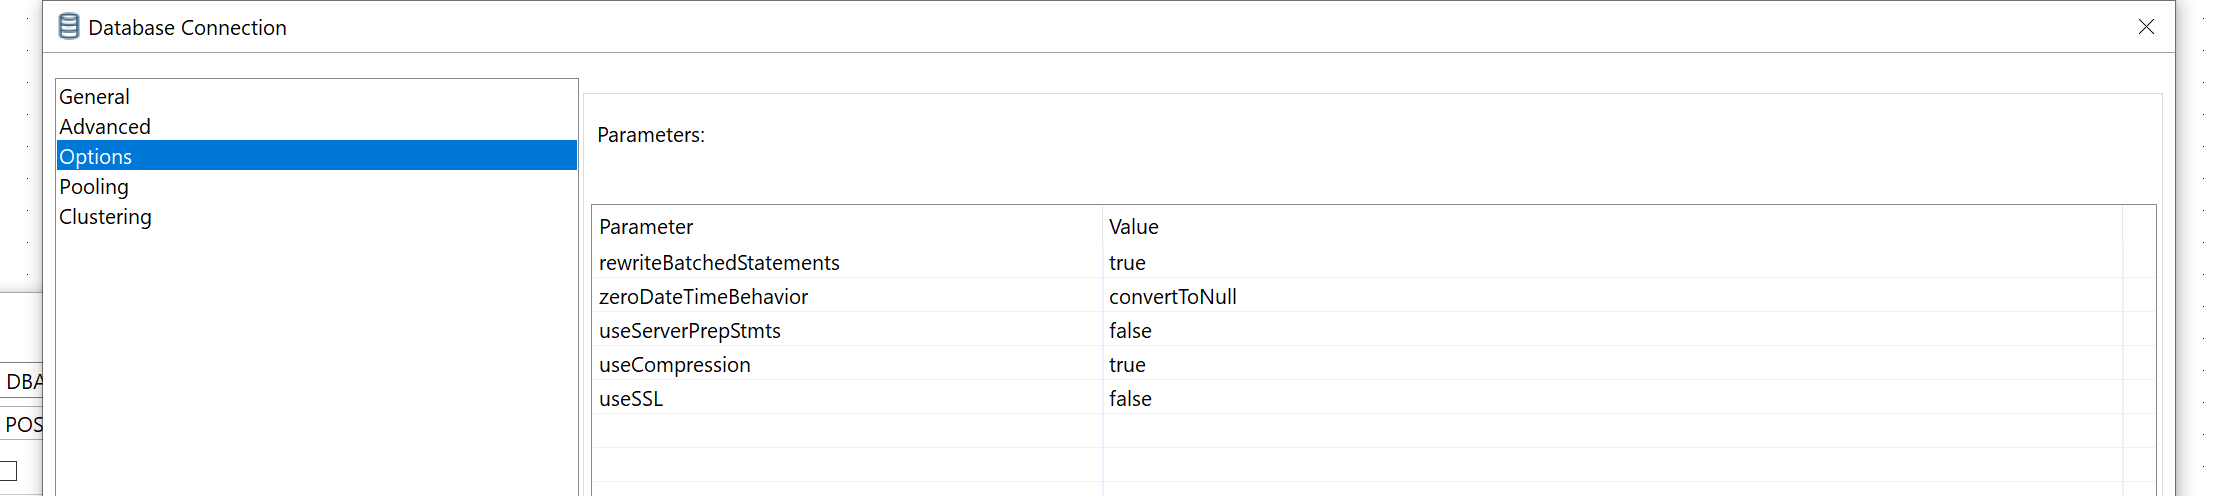 Database Connection
General
Advanced
Options
Pooling
Clustering
Parameters:
Parameter Value
rewriteBatchedStatements true
zeroDateTimeBehavior convertToNull
useServerPrepStmts false
useCompression true
useSSL false
DBA
POS